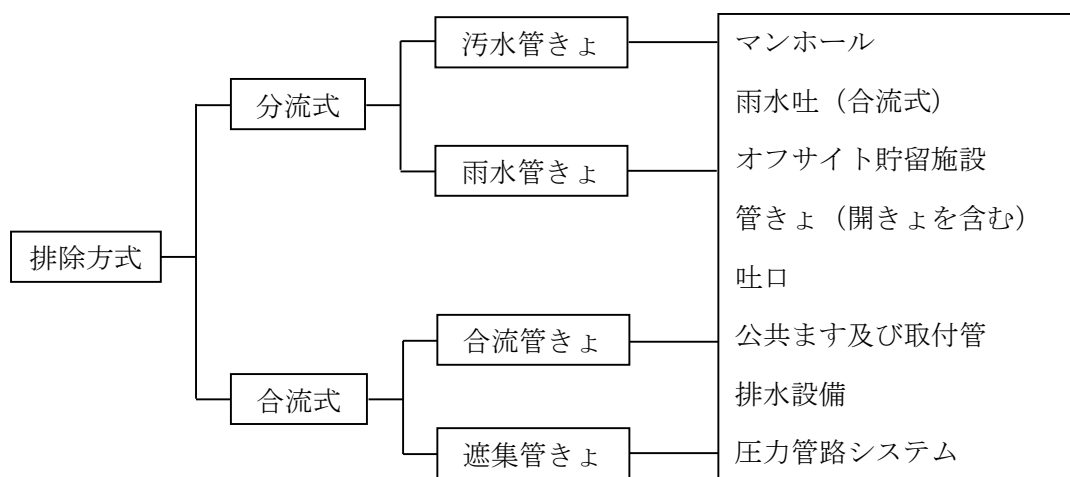 排除方式
分流式
合流式
汚水管きょ
雨水管きょ
合流管きょ
遮集管きょ
マンホール
雨水吐（合流式）
オフサイト貯留施設
管きょ（開きょを含む）
吐口
公共ます及び取付管
排水設備
圧力管路システム